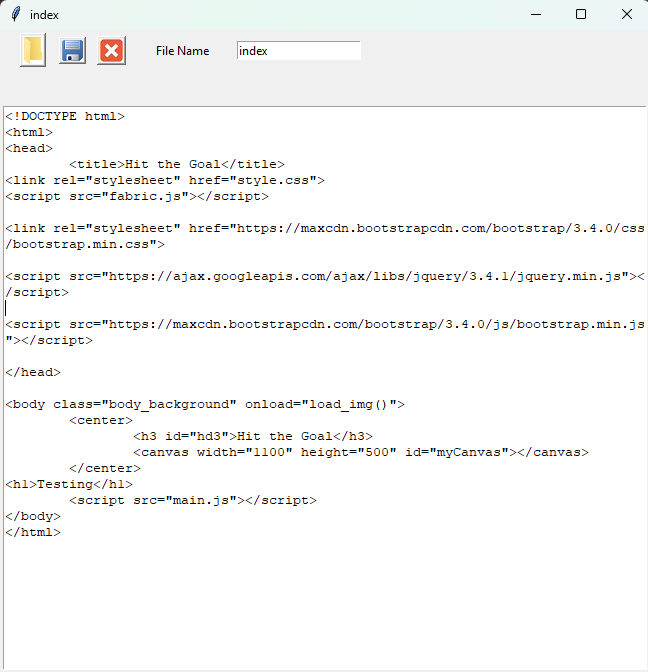 index
File Name
index
<!DOCTYPE html>
<html>
<head>
        <title>Hit the Goal</title>
<link rel="stylesheet" href="style.css">
<script src="fabric.js"></script>
<link rel="stylesheet" href="https://maxcdn.bootstrapcdn.com/bootstrap/3.4.0/css
/bootstrap.min.css">
<script src="https://ajax.googleapis.com/ajax/libs/jquery/3.4.1/jquery.min.js"><
/script>
<script src="https://maxcdn.bootstrapcdn.com/bootstrap/3.4.0/js/bootstrap.min.js
"></script>
</head>
<body class="body_background" onload="load_img()">
        <center>
                <h3 id="hd3">Hit the Goal</h3>
                <canvas width="1100" height="500" id="myCanvas"></canvas>
        </center>
<h1>Testing</h1>
        <script src="main.js"></script>
</body>
</html>